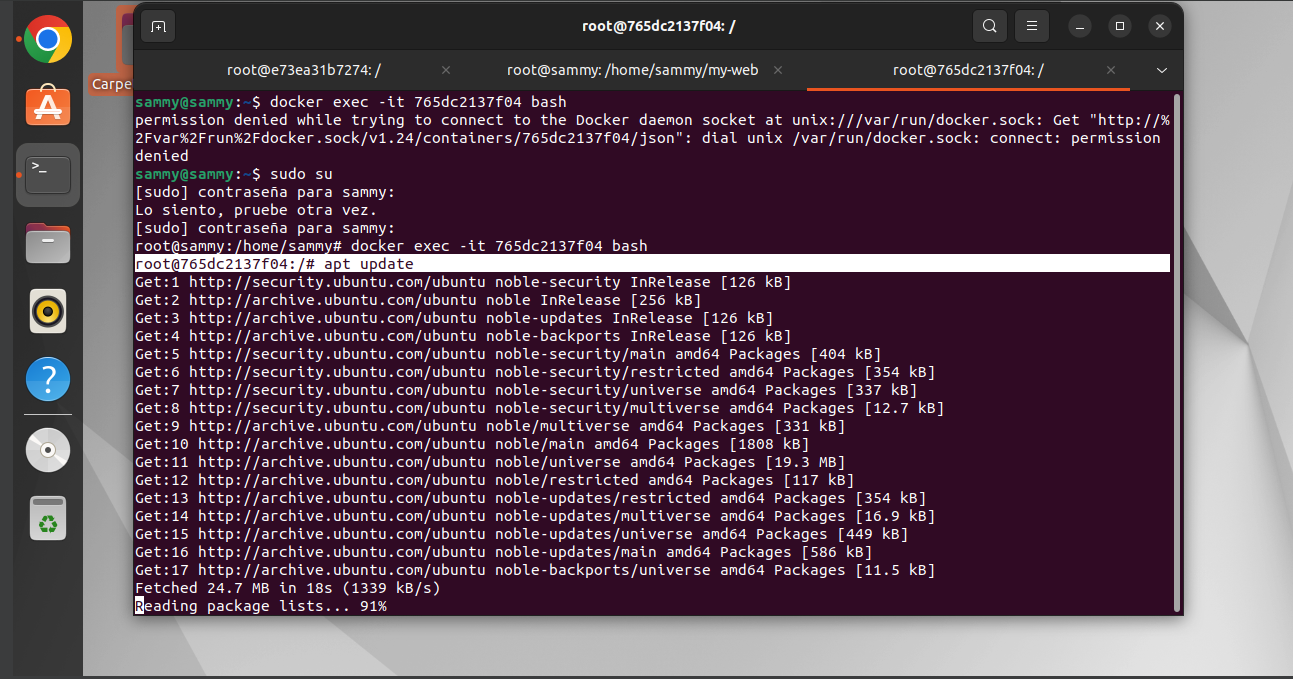 root@765dc2137f04: /
root@e73ea31b7274: /
root@sammy: /home/sammy/my-web
root@765dc2137f04: /
Carpe
sammy@sammy:~$ docker exec -it 765dc2137f04 bash
permission denied while trying to connect to the Docker daemon socket at unix:///var/run/docker.sock: Get "http://%
2Fvar%2Frun%2Fdocker.sock/v1.24/containers/765dc2137f04/json": dial unix /var/run/docker.sock: connect: permission
denied
sammy@sammy:~$ sudo su
[sudo] contraseña para sammy:
Lo siento, pruebe otra vez.
[sudo] contraseña para sammy:
root@sammy:/home/sammy# docker exec -it 765dc2137f04 bash
root@765dc2137f04:/# apt update
Get:1 http://security.ubuntu.com/ubuntu noble-security InRelease [126 kB]
Get:2 http://archive.ubuntu.com/ubuntu noble InRelease [256 kB]
Get:3 http://archive.ubuntu.com/ubuntu noble-updates InRelease [126 kB]
Get:4 http://archive.ubuntu.com/ubuntu noble-backports InRelease [126 kB]
Get:5 http://security.ubuntu.com/ubuntu noble-security/main amd64 Packages [404 kB]
Get:6 http://security.ubuntu.com/ubuntu noble-security/restricted amd64 Packages [354 kB]
Get:7 http://security.ubuntu.com/ubuntu noble-security/universe amd64 Packages [337 kB]
Get:8 http://security.ubuntu.com/ubuntu noble-security/multiverse amd64 Packages [12.7 kB]
Get:9 http://archive.ubuntu.com/ubuntu noble/multiverse amd64 Packages [331 kB]
Get:10 http://archive.ubuntu.com/ubuntu noble/main amd64 Packages [1808 kB]
Get:11 http://archive.ubuntu.com/ubuntu noble/universe amd64 Packages [19.3 MB]
Get:12 http://archive.ubuntu.com/ubuntu noble/restricted amd64 Packages [117 kB]
Get:13 http://archive.ubuntu.com/ubuntu noble-updates/restricted amd64 Packages [354 kB]
Get:14 http://archive.ubuntu.com/ubuntu noble-updates/multiverse amd64 Packages [16.9 kB]
Get:15 http://archive.ubuntu.com/ubuntu noble-updates/universe amd64 Packages [449 kB]
Get:16 http://archive.ubuntu.com/ubuntu noble-updates/main amd64 Packages [586 kB]
Get:17 http://archive.ubuntu.com/ubuntu noble-backports/universe amd64 Packages [11.5 kB]
Fetched 24.7 MB in 18s (1339 kB/s)
Reading package lists... 91%